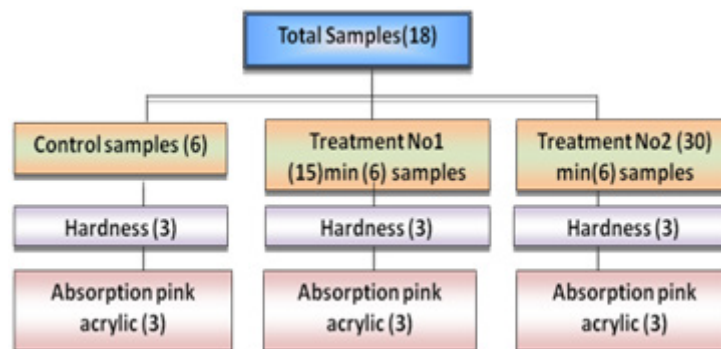 Total Samples(18)
Control samples (6)
Treatment No1
(15)min (6) samples
Treatment No2 (30)
min(6) samples
Hardness (3)
Hardness (3)
Hardness (3)
Absorption pink
acrylic (3)
Absorption pink
acrylic (3)
Absorption pink
acrylic (3)